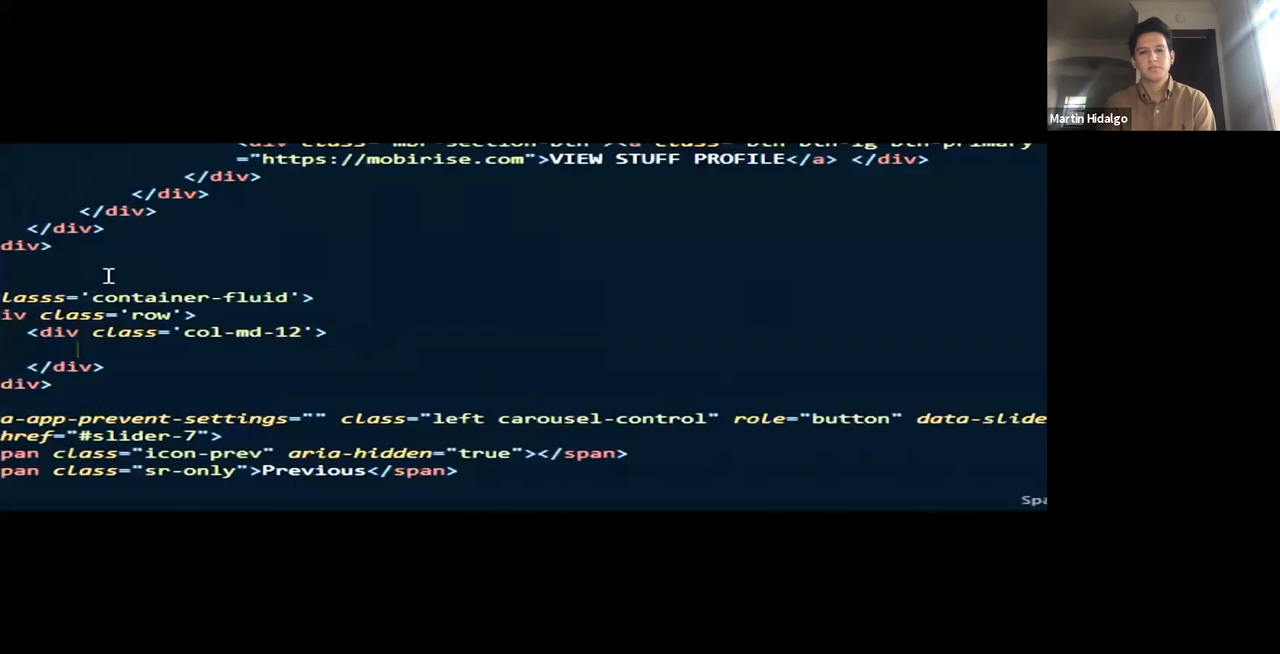 Martin Hidalgo
="https://mobirise.com">VIEW STUFF PROFILE</a> </div>
</div>
</div>
</div>
</div>
div>
lasss='container-fluid'>
iv class='row'>
<div class='col-md-12'>
</div>
div>
a-app-prevent-settings="" class="left carousel-control" role="button" data-slide
href="#slider-7">
pan class="icon-prev" aria-hidden="true"></span>
pan class="sr-only">Previous</span>
Spa